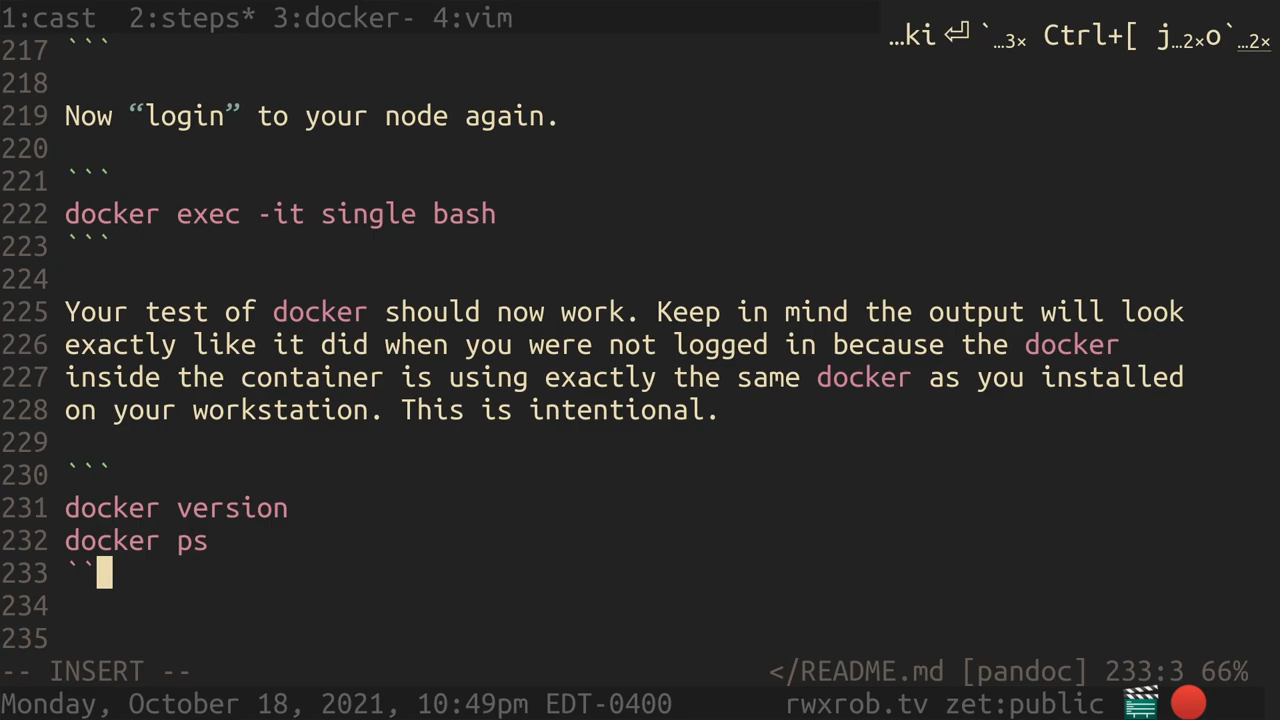 1:cast  2:steps* 3:docker- 4:vim
…ki⏎ `…3× Ctrl+[ j…2×o`…2×
217 ```
218
219 Now “login” to your node again.
220
221 ```
222 docker exec -it single bash
223 ```
224
225 Your test of docker should now work. Keep in mind the output will look
226 exactly like it did when you were not logged in because the docker
227 inside the container is using exactly the same docker as you installed
228 on your workstation. This is intentional.
229
230 ```
231 docker version
232 docker ps
233 ``
234
235
-- INSERT -- </README.md [pandoc] 233:3 66%
Monday, October 18, 2021, 10:49pm EDT-0400 rwxrob.tv zet:public 🎬 🔴